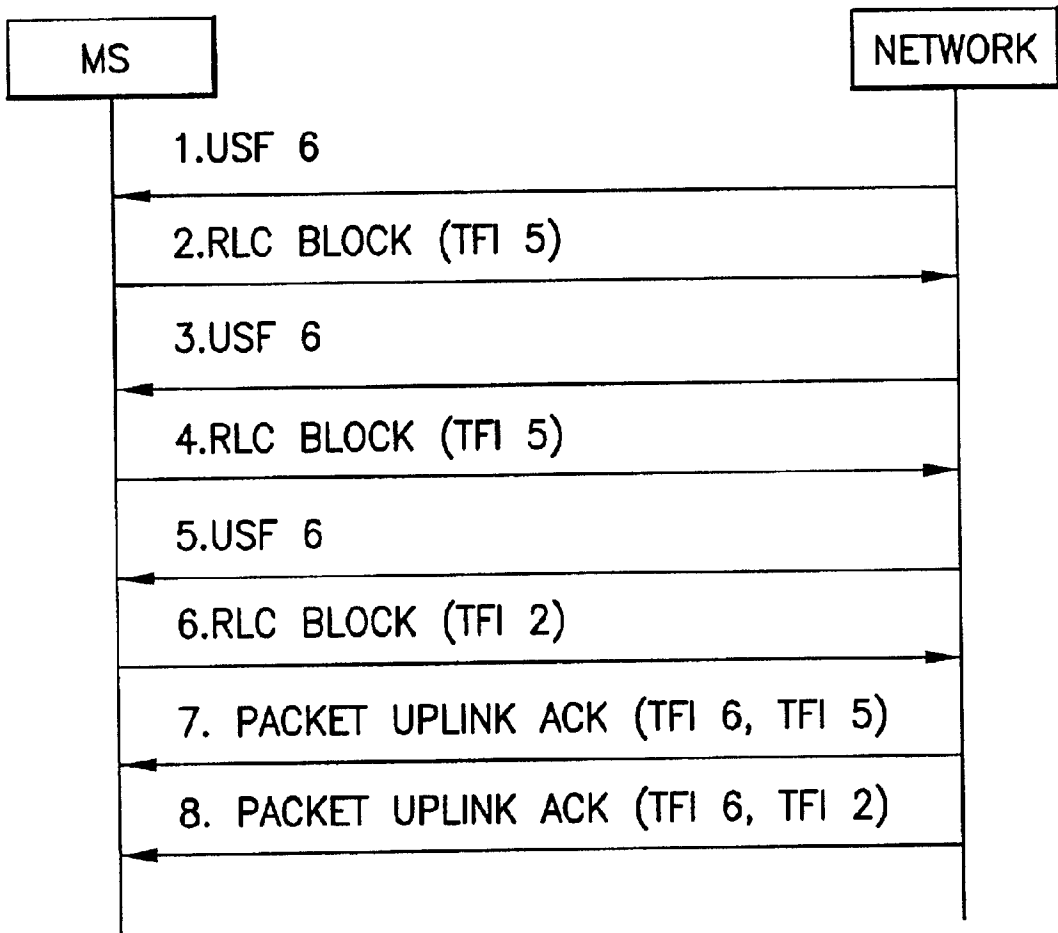 MS
NETWORK
1.USF 6
2.RLC BLOCK (TFI 5)
3.USF 6
4.RLC BLOCK (TFI 5)
5.USF 6
6.RLC BLOCK (TFI 2)
7. PACKET UPLINK ACK (TFI 6, TFI 5)
8. PACKET UPLINK ACK (TFI 6, TFI 2)